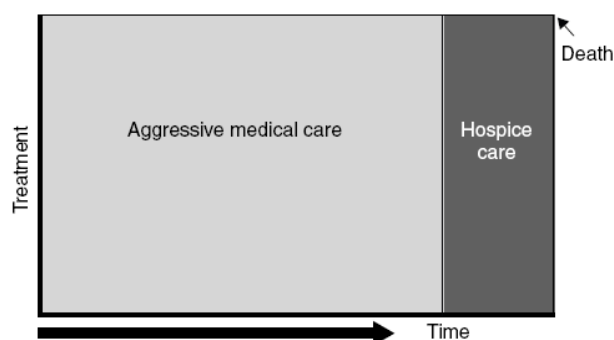 Death
Treatment
Aggressive medical care
Hospice
care
Time